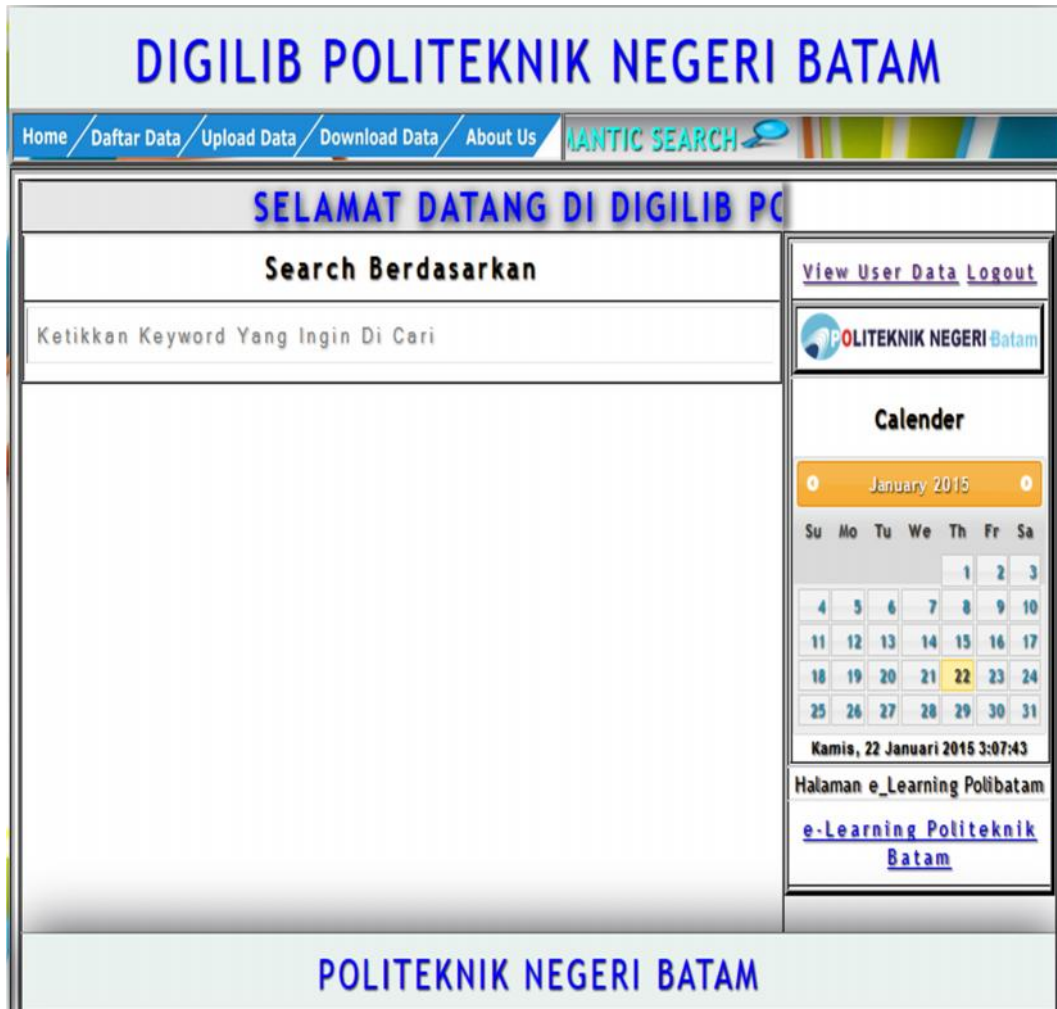 DIGILIB POLITEKNIK NEGERI BATAM
Home Daftar Data Upload Data Download Data About Us SEARCH
SELAMAT DATANG DI DIGILIB
Search Berdasarkan
Ketikkan Keyword Yang Ingin Di Cari
View User Data Logout
POLITEKNIK NEGERI Batam
Calender
January 2015
Su Mo Tu We Th Fr Sa
1 2 3
4 5 6 7 8 9 10
11 12 13 14 15 16 17
18 19 20 21 22 23 24
25 26 27 28 29 30 31
Kamis, 22 Januari 2015 3:07:43
Halaman e_Learning Polibatam
e-Learning Politeknik
Batam
POLITEKNIK NEGERI BATAM